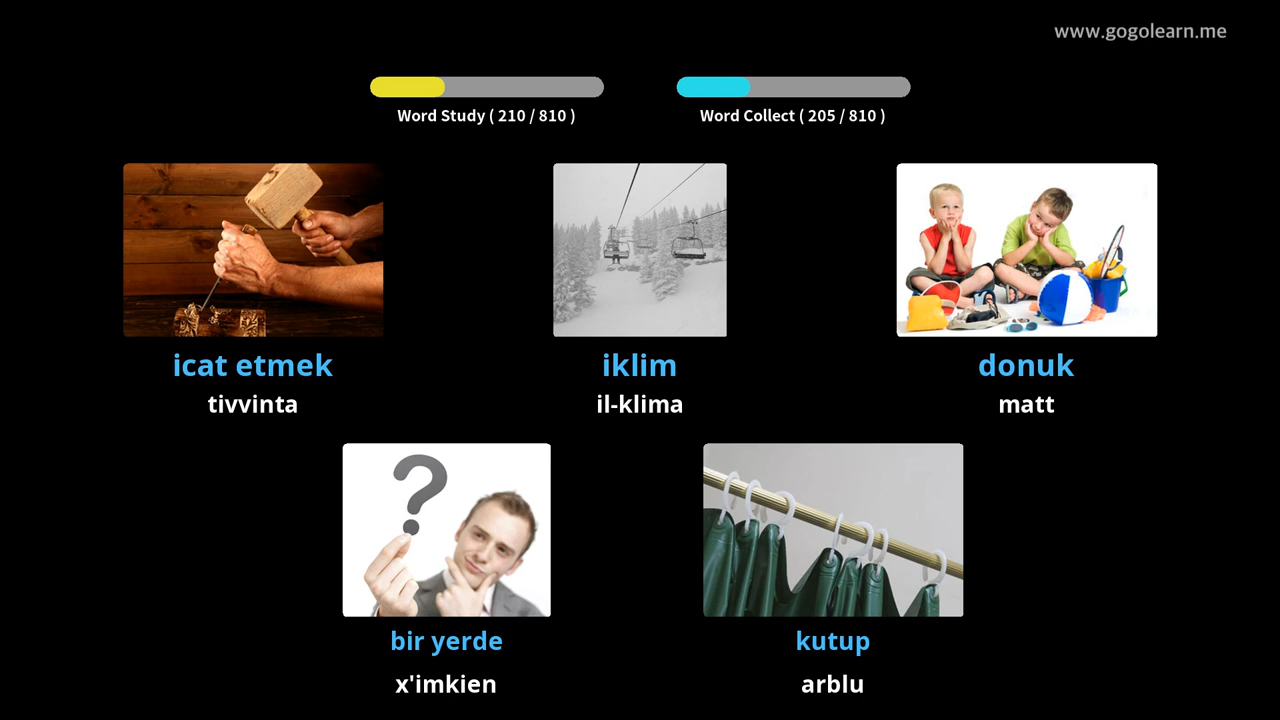 www.gogolearn.me
Word Study ( 210 / 810 )
Word Collect ( 205 / 810 )
icat etmek
tivvinta
iklim
il-klima
donuk
matt
bir yerde
x'imkien
kutup
arblu